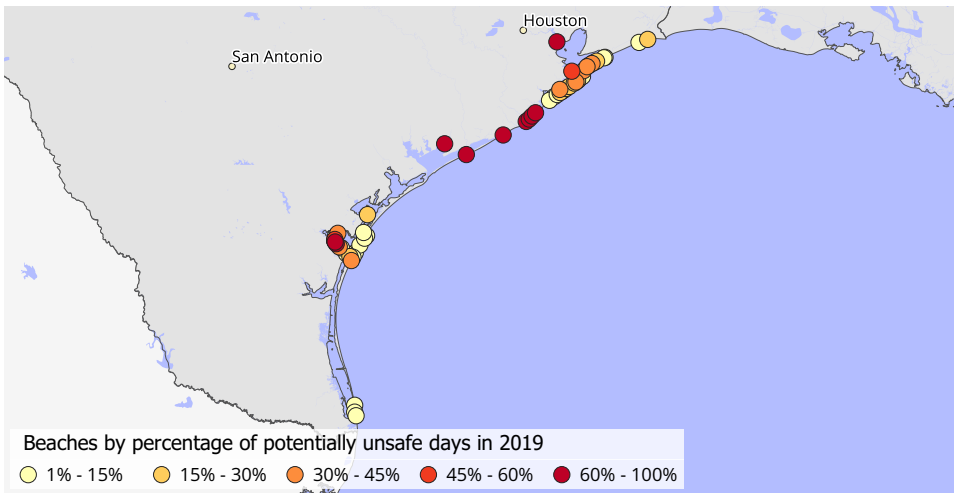 Houston
San Antonio
Beaches by percentage of potentially unsafe days in 2019
1% - 15% 15% - 30% 30% - 45% 45% - 60% 60% - 100%